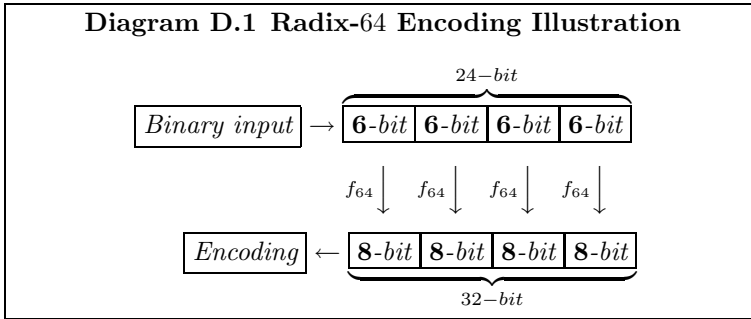 Diagram D.1 Radix-64 Encoding Illustration
24−bit
Binary input → 6-bit 6-bit 6-bit 6-bit
f64 f64 f64 f64
Encoding ← 8-bit 8-bit 8-bit 8-bit
32−bit